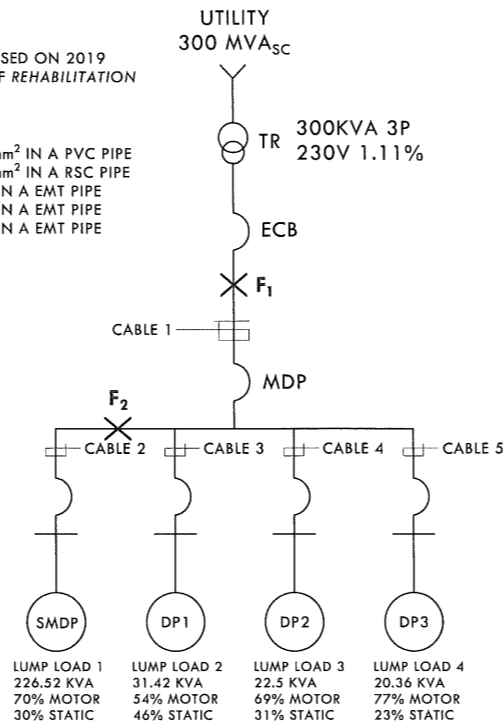 UTILITY
300 MVASC
SED ON 2019
F REHABILITATION
mm² IN A PVC PIPE
mm² IN A RSC PIPE
IN A EMT PIPE
IN A EMT PIPE
IN A EMT PIPE
TR 300KVA 3P
230V 1.11%
ECB
F1
CABLE 1
MDP
F2
CABLE 2
CABLE 3
CABLE 4
CABLE 5
SMDP
DP1
DP2
DP3
LUMP LOAD 1
226.52 KVA
70% MOTOR
30% STATIC
LUMP LOAD 2
31.42 KVA
54% MOTOR
46% STATIC
LUMP LOAD 3
22.5 KVA
69% MOTOR
31% STATIC
LUMP LOAD 4
20.36 KVA
77% MOTOR
23% STATIC